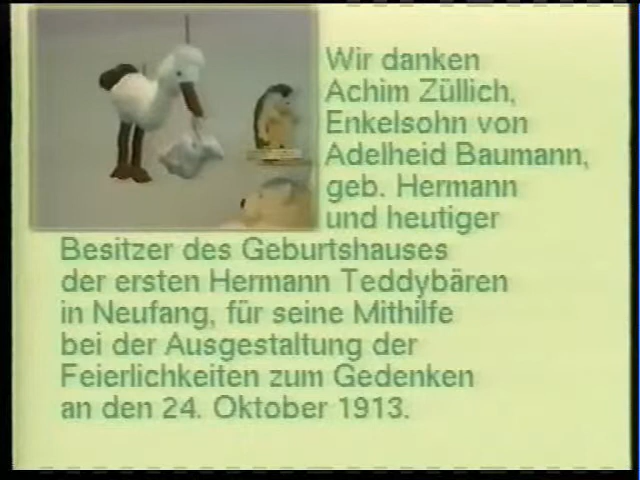 Wir danken
Achim Züllich,
Enkelsohn von
Adelheid Baumann,
geb. Hermann
und heutiger
Besitzer des Geburtshauses
der ersten Hermann Teddybären
in Neufang, für seine Mithilfe
bei der Ausgestaltung der
Feierlichkeiten zum Gedenken
an den 24. Oktober 1913.